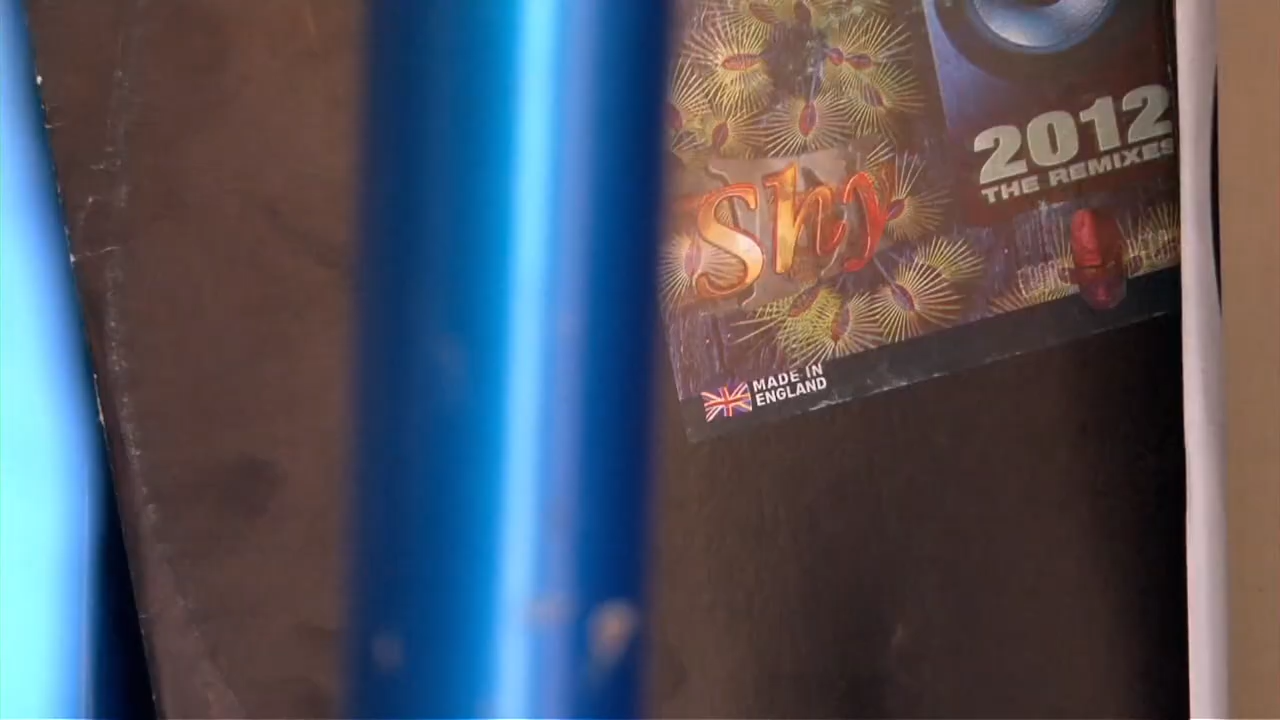 2012
THE REMIXES
Shy
MADE IN
ENGLAND